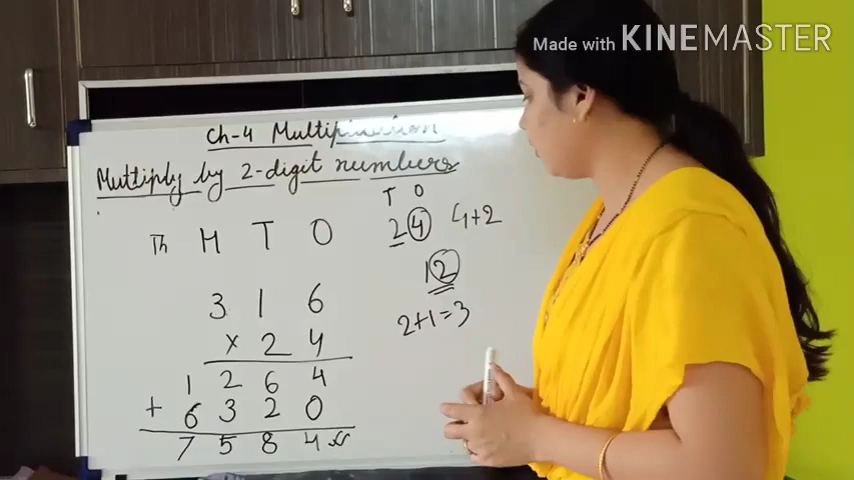 Made with KINEMASTER
Ch-4 Multiplication
Multiply by 2-digit numbers
T O
2 4 4+2
Th H T O
12
2+1=3
3 1 6
x 2 4
1 2 6 4
+ 6 3 2 0
7 5 8 4